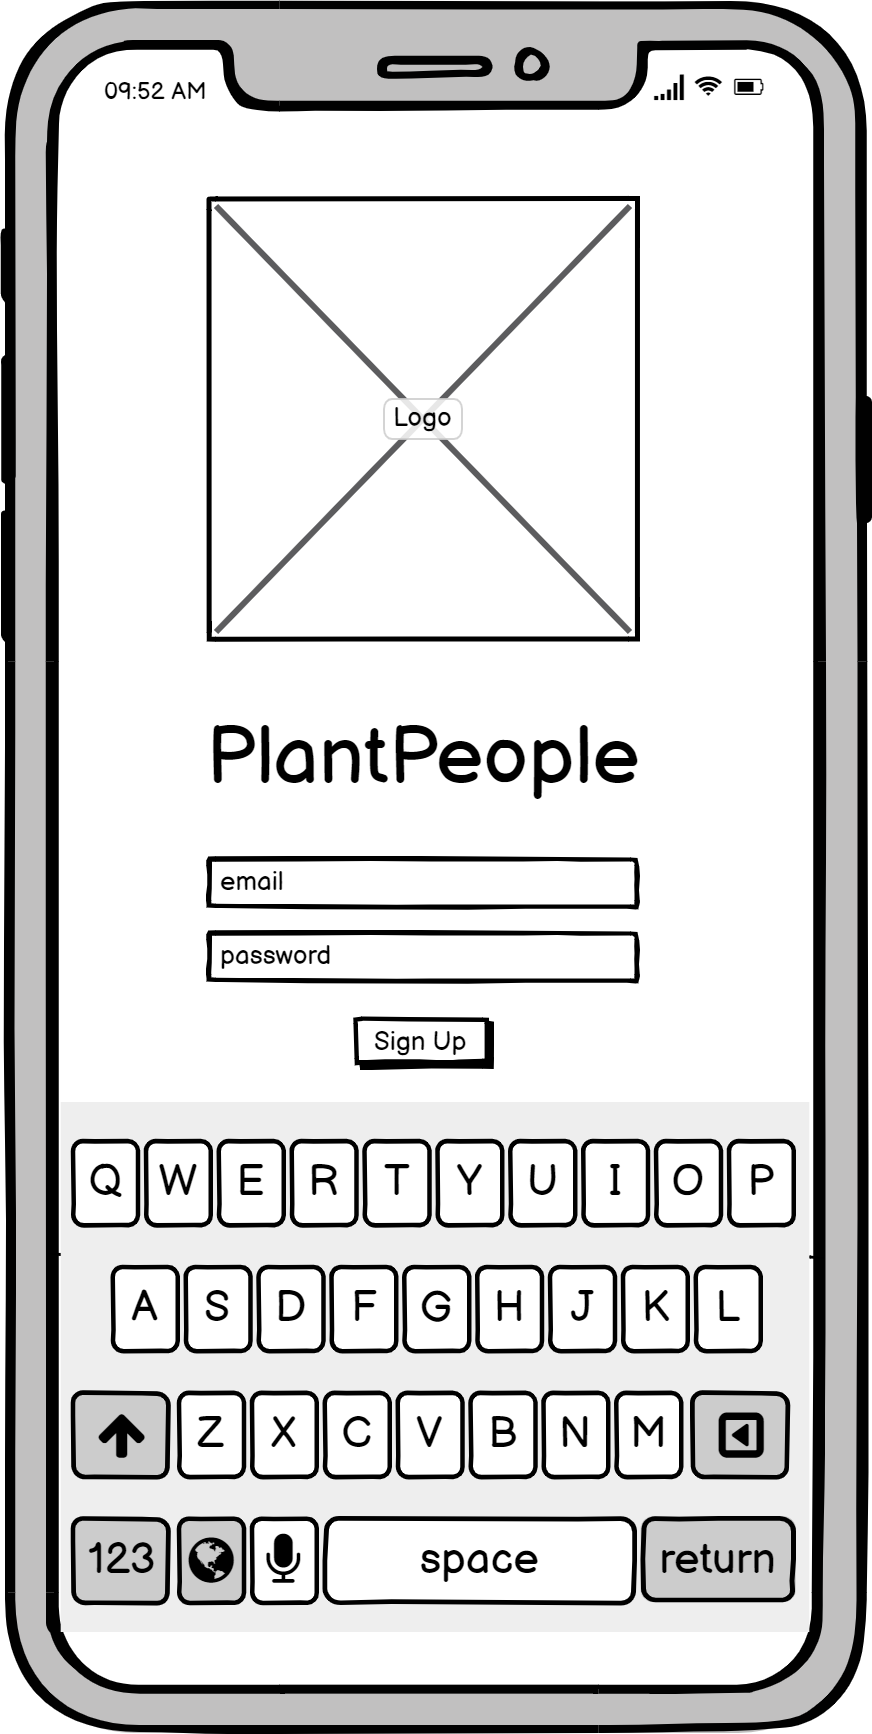 09:52 AM
Logo
PlantPeople
email
password
Sign Up
Q W E R T Y U I O P
A S D F G H J K L
Z X C V B N M
123 space return